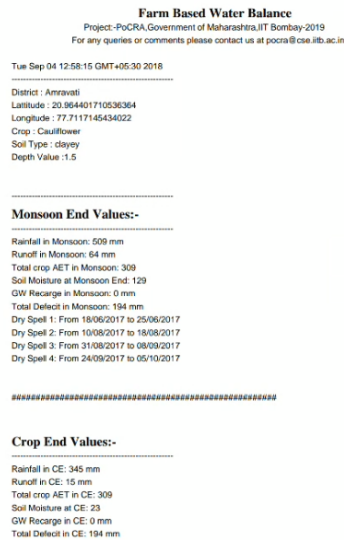 Farm Based Water Balance
Project:-PoCRA,Government of Maharashtra,IIT Bombay-2019
For any queries or comments please contact us at pocra@cse.iitb.ac.in
Tue Sep 04 12:58:15 GMT+05:30 2018
------------------------------------------------------
District : Amravati
Lattitude : 20.964401710536364
Longitude : 77.7117145434022
Crop : Cauliflower
Soil Type : clayey
Depth Value :1.5
------------------------------------------------------
Monsoon End Values:-
------------------------------------------------------
Rainfall in Monsoon: 509 mm
Runoff in Monsoon: 64 mm
Total crop AET in Monsoon: 309
Soil Moisture at Monsoon End: 129
GW Recarge in Monsoon: 0 mm
Total Defecit in Monsoon: 194 mm
Dry Spell 1: From 18/06/2017 to 25/06/2017
Dry Spell 2: From 10/08/2017 to 18/08/2017
Dry Spell 3: From 31/08/2017 to 08/09/2017
Dry Spell 4: From 24/09/2017 to 05/10/2017
#######################################################
Crop End Values:-
------------------------------------------------------
Rainfall in CE: 345 mm
Runoff in CE: 15 mm
Total crop AET in CE: 309
Soil Moisture at CE: 23
GW Recarge in CE: 0 mm
Total Defecit in CE: 194 mm